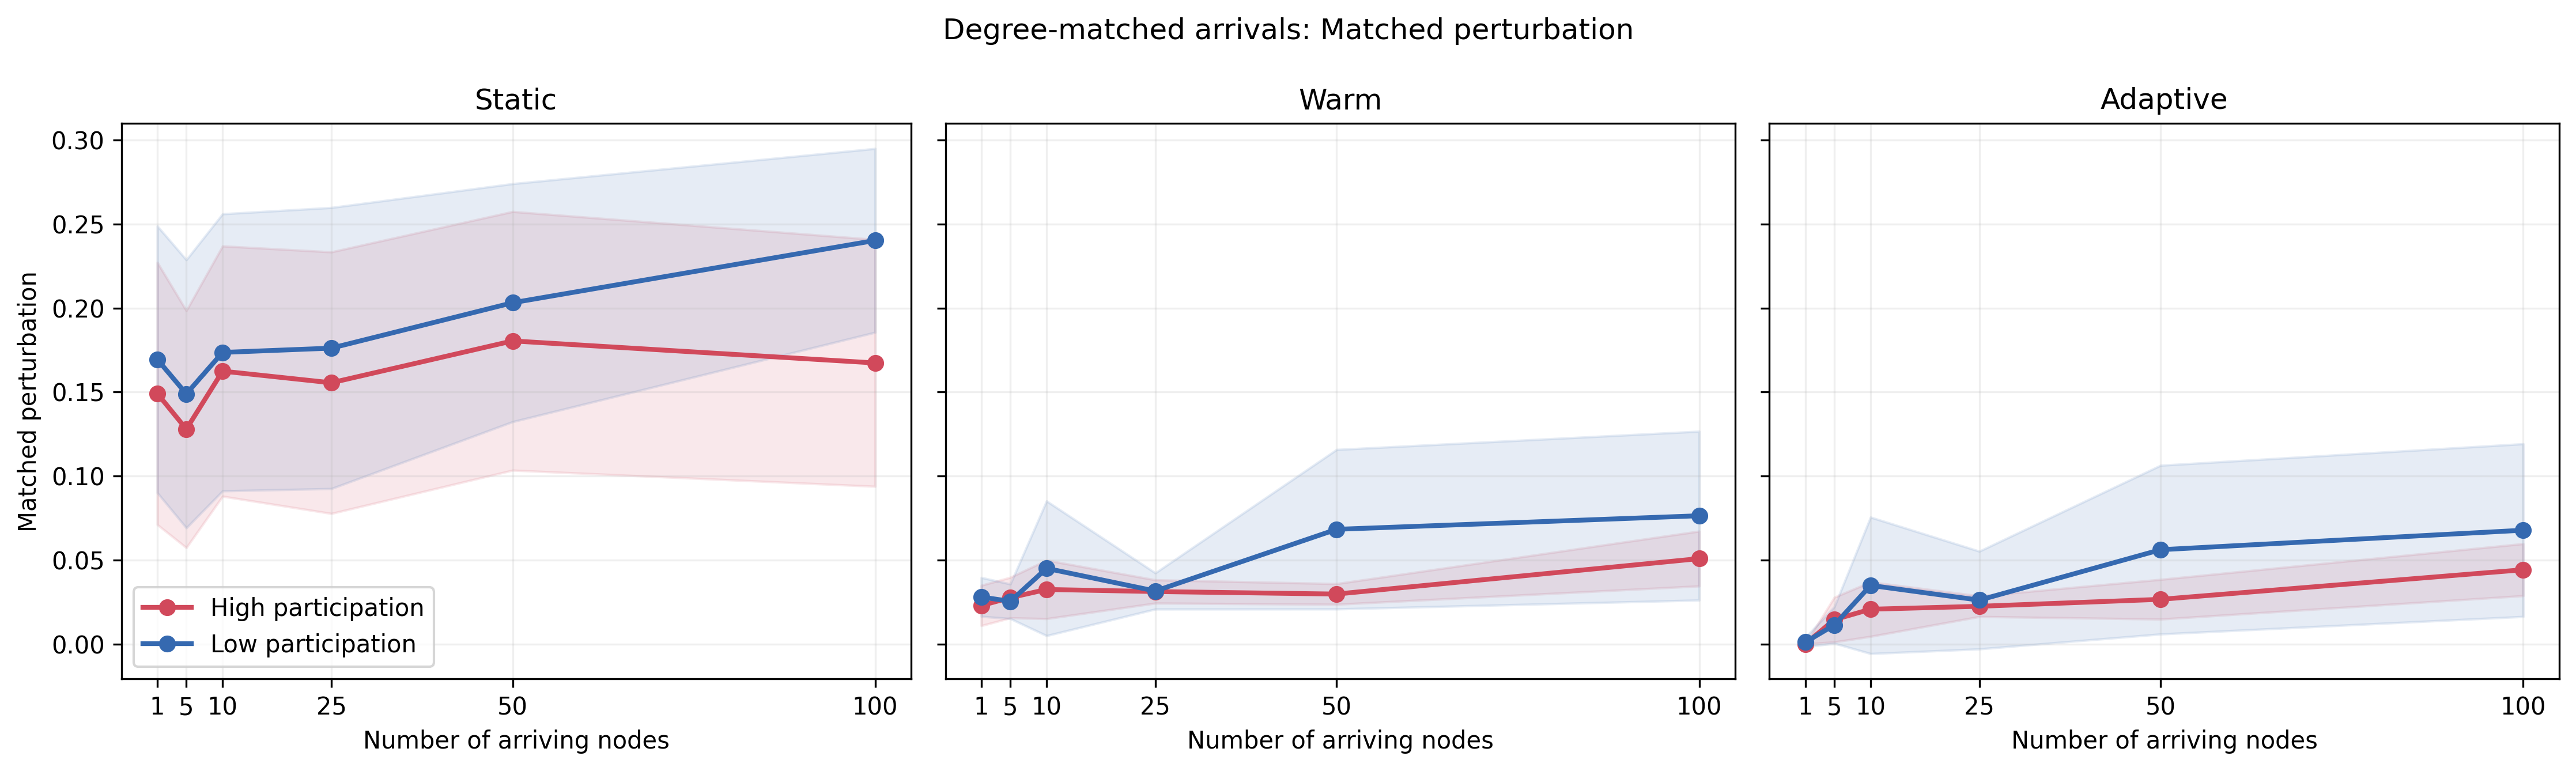 Degree-matched arrivals: Matched perturbation
Static
Warm
Adaptive
Matched perturbation
0.30
0.25
0.20
0.15
0.10
0.05
0.00
High participation
Low participation
1 5 10 25 50 100
1 5 10 25 50 100
1 5 10 25 50 100
Number of arriving nodes
Number of arriving nodes
Number of arriving nodes